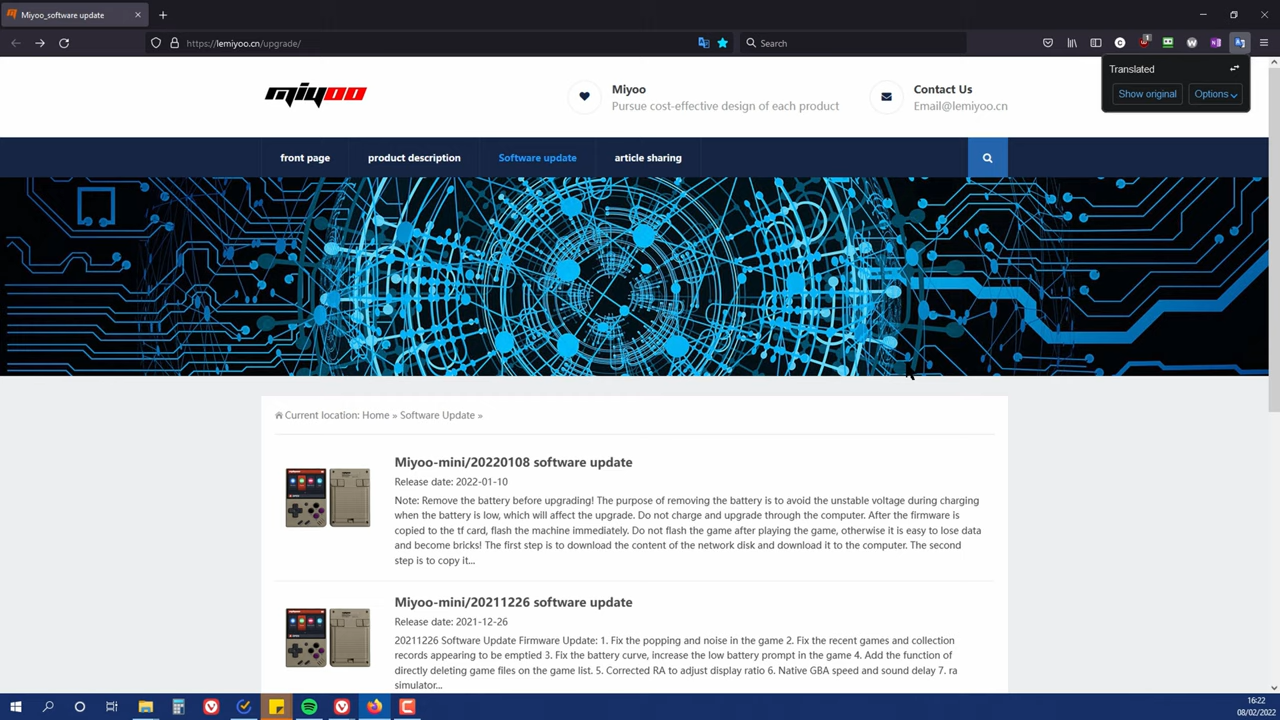 Miyoo_software update
https://lemiyoo.cn/upgrade/
Search
Translated
Show original
Options
miyoo
Miyoo
Pursue cost-effective design of each product
Contact Us
Email@lemiyoo.cn
front page
product description
Software update
article sharing
Current location: Home » Software Update »
Miyoo-mini/20220108 software update
Release date: 2022-01-10
Note: Remove the battery before upgrading! The purpose of removing the battery is to avoid the unstable voltage during charging
when the battery is low, which will affect the upgrade. Do not charge and upgrade through the computer. After the firmware is
copied to the tf card, flash the machine immediately. Do not flash the game after playing the game, otherwise it is easy to lose data
and become bricks! The first step is to download the content of the network disk and download it to the computer. The second
step is to copy it...
Miyoo-mini/20211226 software update
Release date: 2021-12-26
20211226 Software Update Firmware Update: 1. Fix the popping and noise in the game 2. Fix the recent games and collection
records appearing to be emptied 3. Fix the battery curve, increase the low battery prompt in the game 4. Add the function of
directly deleting game files on the game list. 5. Corrected RA to adjust display ratio 6. Native GBA speed and sound delay 7. ra
simulator...
16:22
08/02/2022